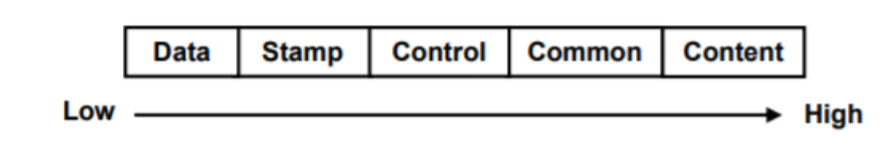 Data Stamp Control Common Content
Low High